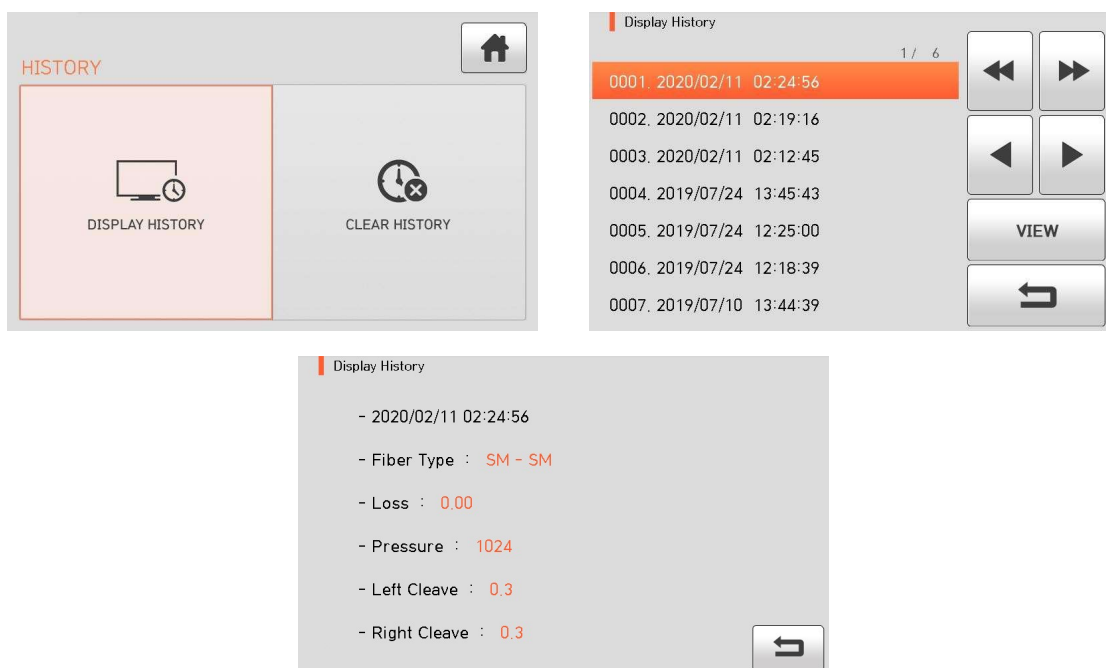 HISTORY
DISPLAY HISTORY
CLEAR HISTORY
Display History
1/ 6
0001. 2020/02/11 02:24:56
0002. 2020/02/11 02:19:16
0003. 2020/02/11 02:12:45
0004. 2019/07/24 13:45:43
0005. 2019/07/24 12:25:00
0006. 2019/07/24 12:18:39
0007. 2019/07/10 13:44:39
VIEW
Display History
- 2020/02/11 02:24:56
- Fiber Type : SM - SM
- Loss : 0.00
- Pressure : 1024
- Left Cleave : 0.3
- Right Cleave : 0.3